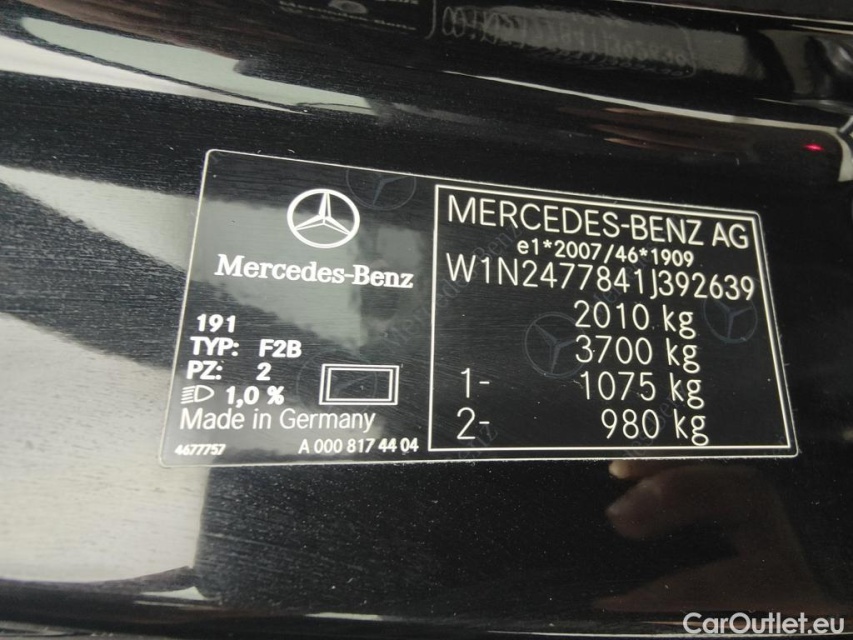 Mercedes-Benz
191
TYP: F2B
PZ: 2
1,0 %
Made in Germany
4677757 A 000 817 44 04
MERCEDES-BENZ AG
e1*2007/46*1909
W1N2477841J392639
2010 kg
3700 kg
1- 1075 kg
2- 980 kg
CarOutlet.eu